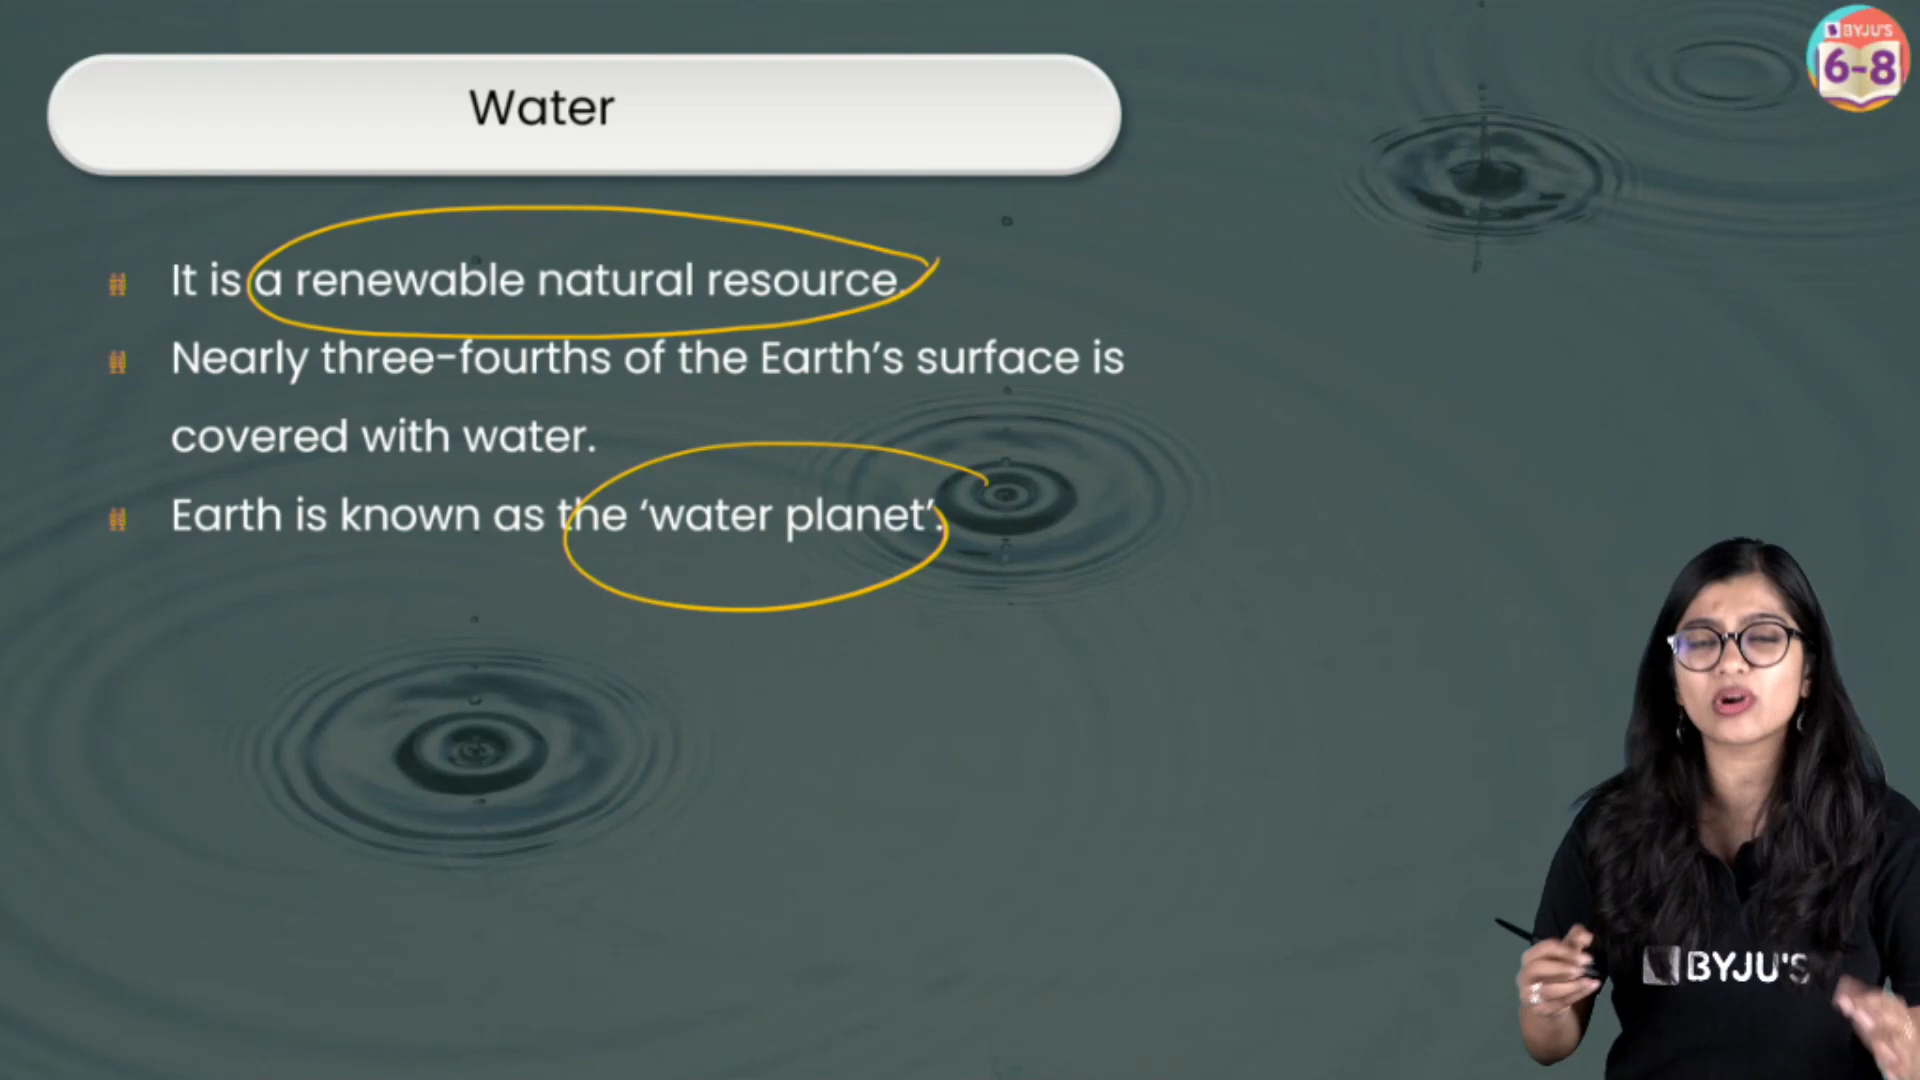 BYJU'S
6-8
Water
It is a renewable natural resource.
Nearly three-fourths of the Earth’s surface is
covered with water.
Earth is known as the ‘water planet’.
BYJU'S